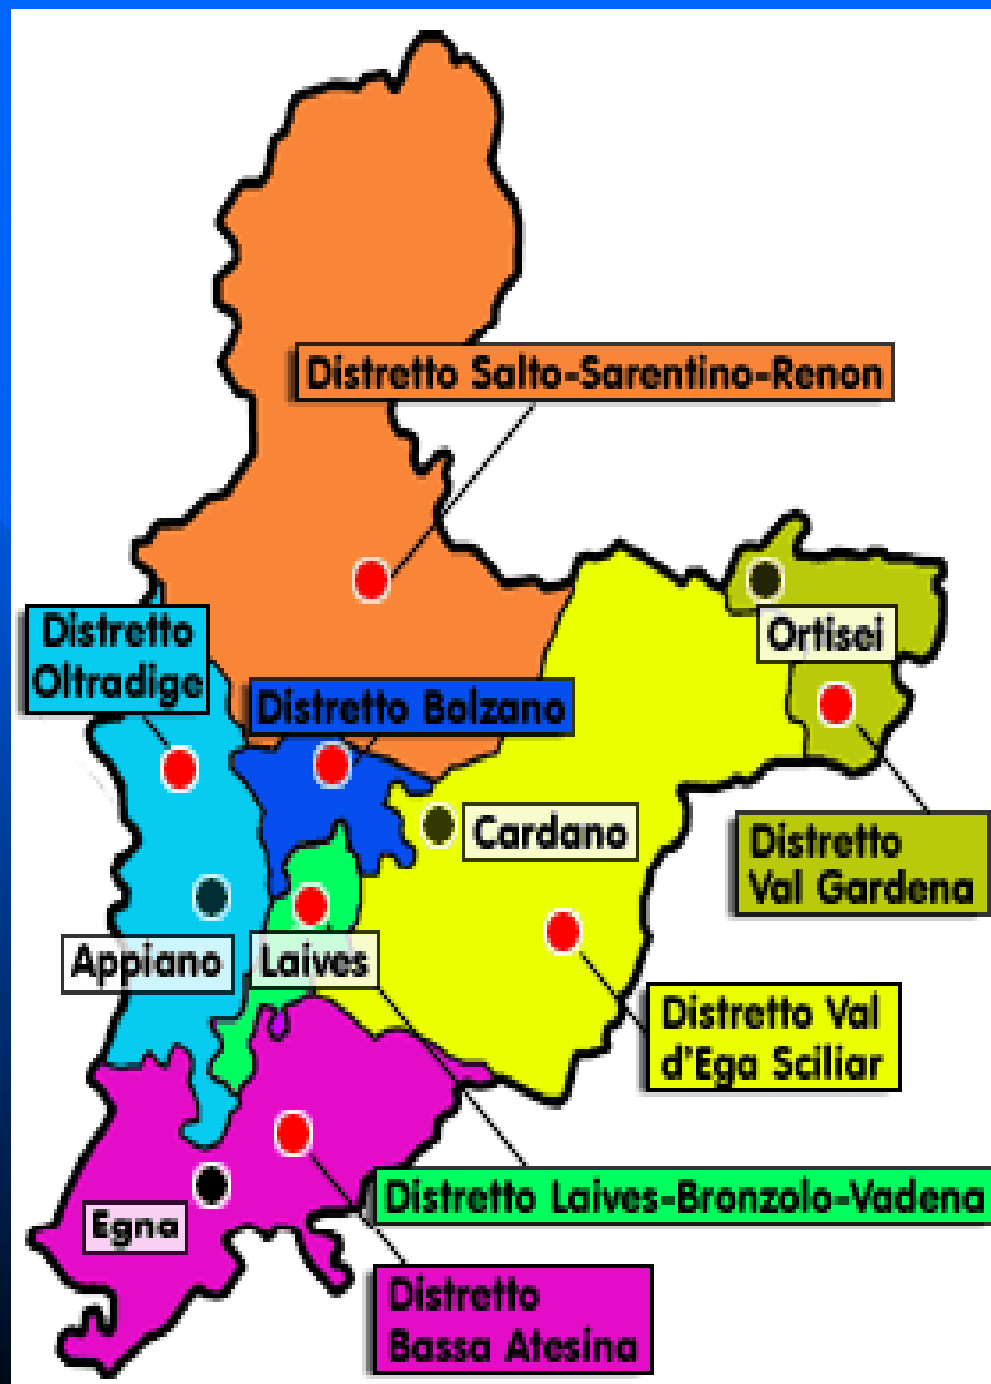 Distretto Salto-Sarentino-Renon
Distretto
Oltradige
Ortisei
Distretto Bolzano
Cardano
Distretto
Val Gardena
Appiano
Laives
Distretto Val
d'Ega Sciliar
Distretto Laives-Bronzolo-Vadena
Egna
Distretto
Bassa Atesina